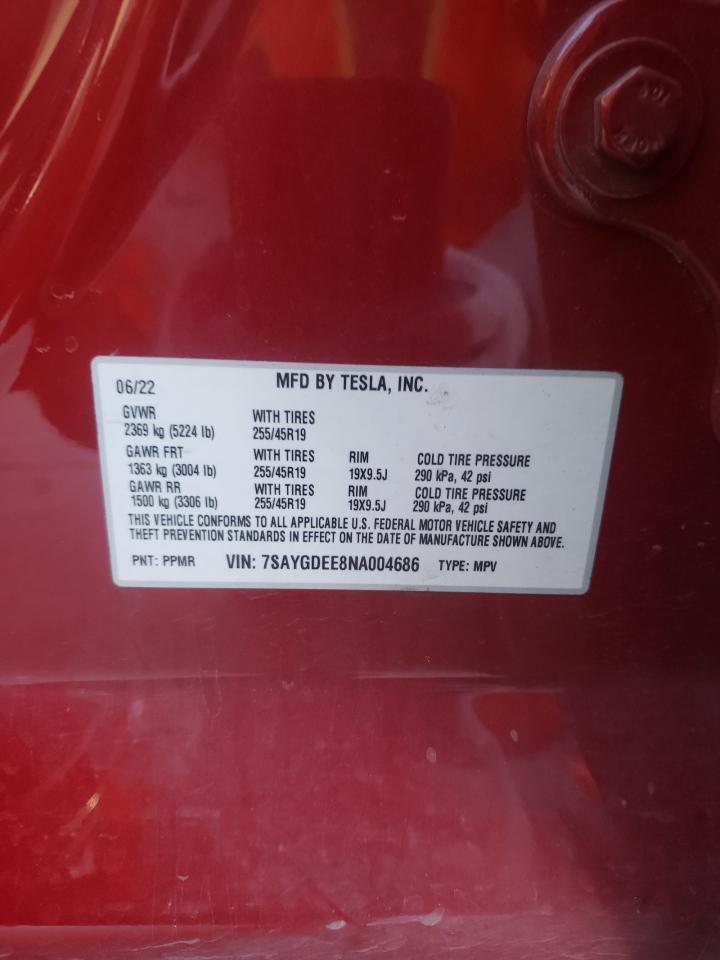 06/22 MFD BY TESLA, INC.
GVWR WITH TIRES
2369 kg (5224 lb) 255/45R19
GAWR FRT WITH TIRES RIM COLD TIRE PRESSURE
1363 kg (3004 lb) 255/45R19 19X9.5J 290 kPa, 42 psi
GAWR RR WITH TIRES RIM COLD TIRE PRESSURE
1500 kg (3306 lb) 255/45R19 19X9.5J 290 kPa, 42 psi
THIS VEHICLE CONFORMS TO ALL APPLICABLE U.S. FEDERAL MOTOR VEHICLE SAFETY AND
THEFT PREVENTION STANDARDS IN EFFECT ON THE DATE OF MANUFACTURE SHOWN ABOVE.
PNT: PPMR VIN: 7SAYGDEE8NA004686 TYPE: MPV